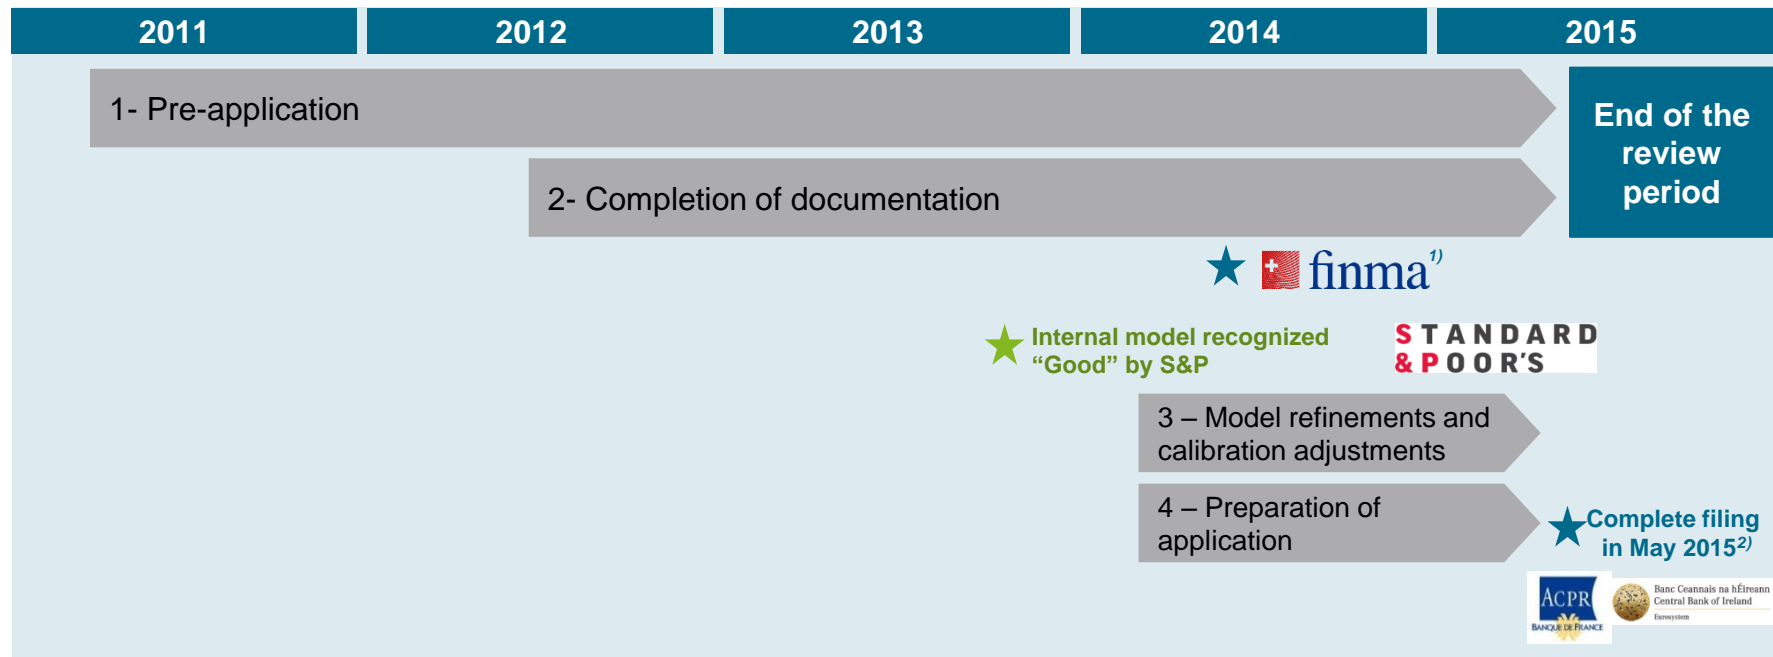 2011
2012
2013
2014
2015
1- Pre-application
End of the
review
period
2- Completion of documentation
finma1)
Internal model recognized
“Good” by S&P
STANDARD
& POOR'S
3 – Model refinements and
calibration adjustments
4 – Preparation of
application
Complete filing
in May 20152)
ACPR
BANQUE DE FRANCE
Banc Ceannais na hÉireann
Central Bank of Ireland
Eurosystem